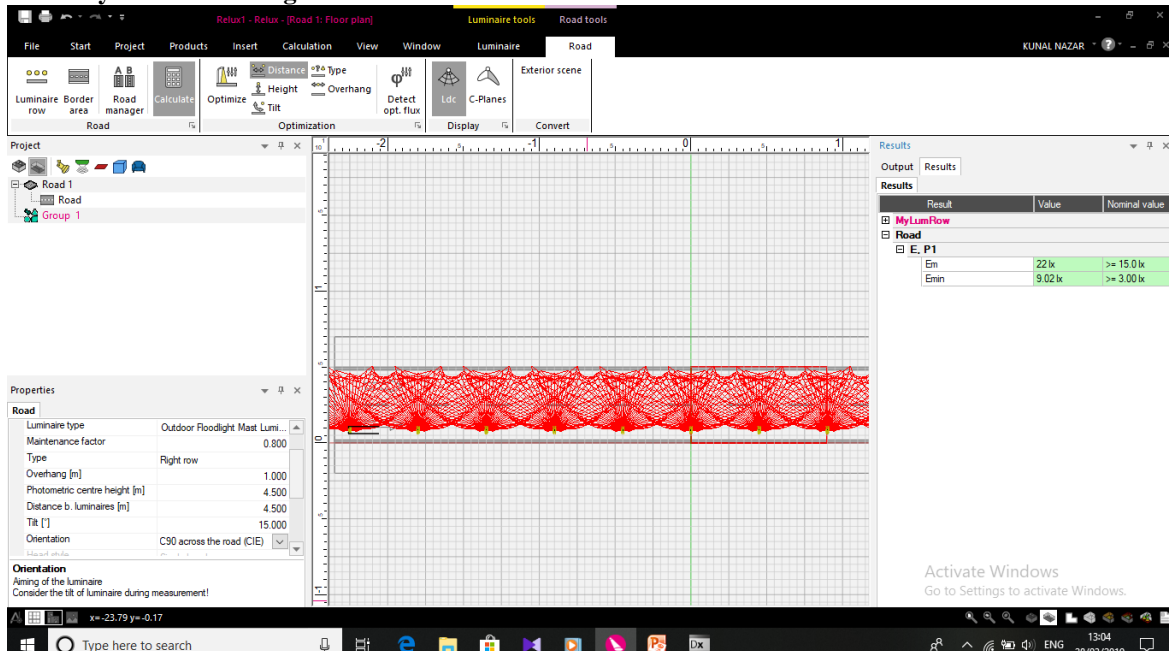 Relux1 - Relux - [Road 1: Floor plan]
Luminaire tools Road tools
File Start Project Products Insert Calculation View Window Luminaire Road
KUNAL NAZAR
Luminaire row
Border area
Road manager
Calculate
Optimize
Distance
Height
Tilt
Type
Overhang
Detect opt. flux
Ldc
C-Planes
Exterior scene
Road Optimization Display Convert
Project
Road 1
Road
Group 1
Properties
Road
Luminaire type Outdoor Floodlight Mast Lumi...
Maintenance factor 0.800
Type Right row
Overhang [m] 1.000
Photometric centre height [m] 4.500
Distance b. luminaires [m] 4.500
Tilt [°] 15.000
Orientation C90 across the road (CIE)
Orientation
Aiming of the luminaire
Consider the tilt of luminaire during measurement!
-2 -1 0 1
Results
Output Results
Results
Result Value Nominal value
MyLumRow
Road
E, P1
Em 22 lx >= 15.0 lx
Emin 9.02 lx >= 3.00 lx
Activate Windows
Go to Settings to activate Windows.
x=-23.79 y=-0.17
Type here to search
Dx
ENG
13:04